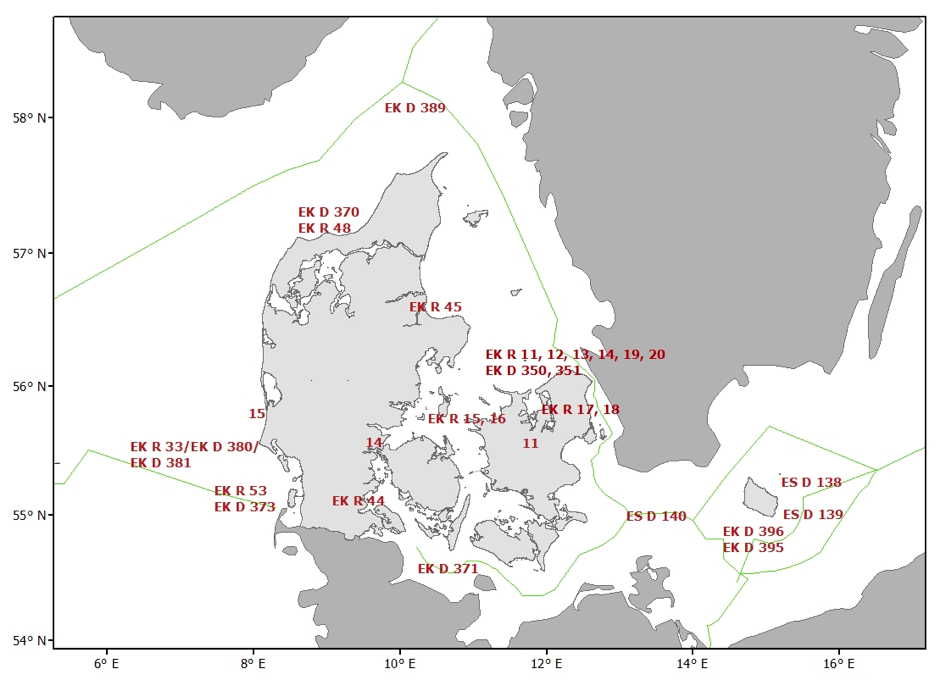 58° N
57° N
56° N
55° N
54° N
EK D 389
EK D 370
EK R 48
EK R 45
EK R 11, 12, 13, 14, 19, 20
EK D 350, 351
EK R 17, 18
EK R 15, 16
15
14
11
EK R 33/EK D 380/
EK D 381
EK R 53
EK D 373
EK R 44
ES D 138
ES D 139
ES D 140
EK D 396
EK D 395
EK D 371
6° E
8° E
10° E
12° E
14° E
16° E